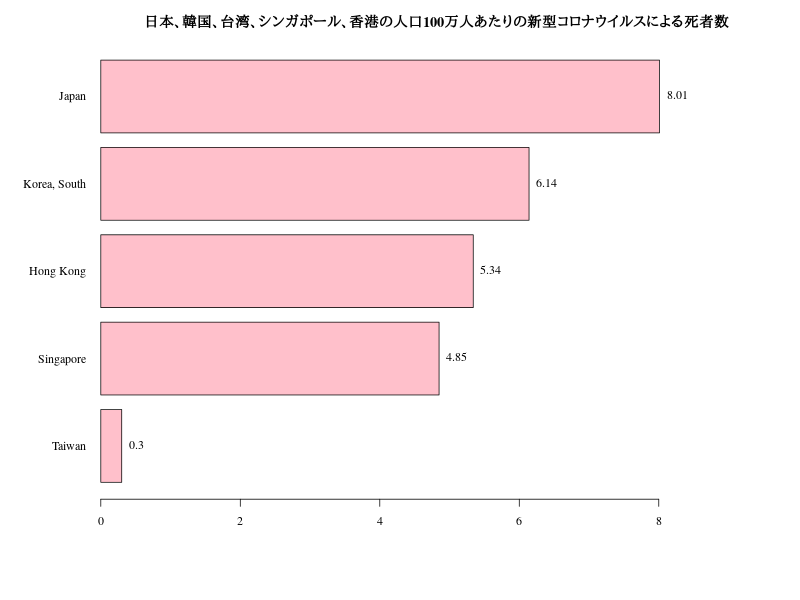 日本、韓国、台湾、シンガポール、香港の人口100万人あたりの新型コロナウイルスによる死者数
Japan 8.01
Korea, South 6.14
Hong Kong 5.34
Singapore 4.85
Taiwan 0.3
0 2 4 6 8